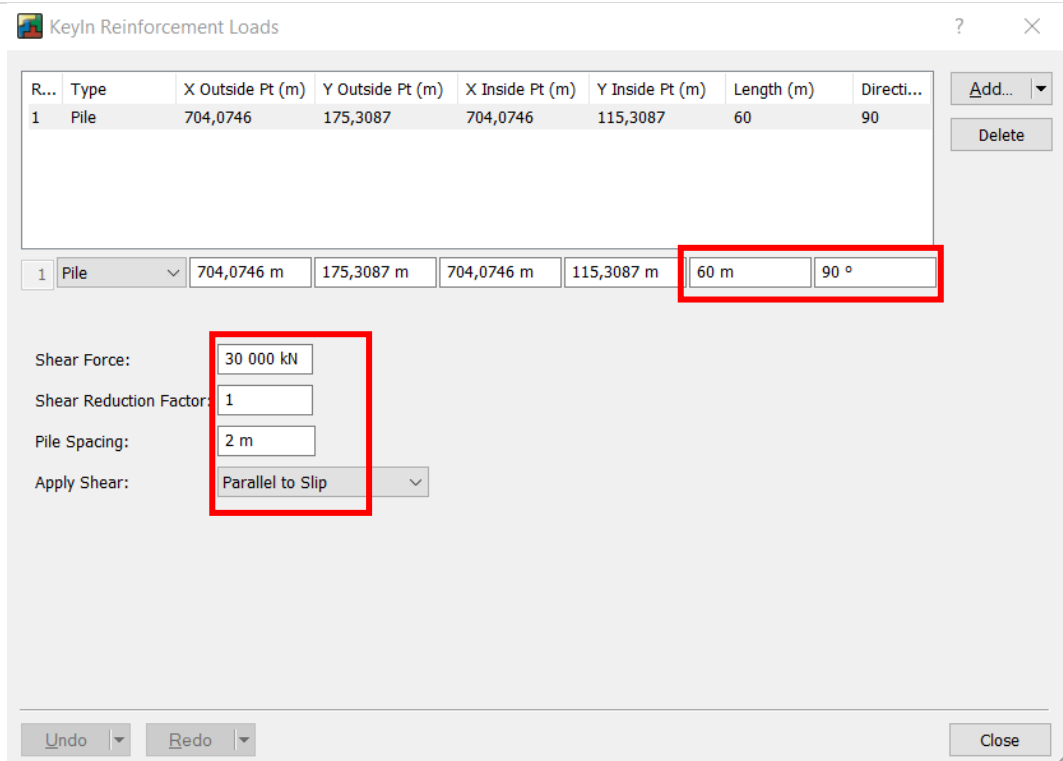 KeyIn Reinforcement Loads ?
R... Type X Outside Pt (m) Y Outside Pt (m) X Inside Pt (m) Y Inside Pt (m) Length (m) Directi... Add...
1 Pile 704,0746 175,3087 704,0746 115,3087 60 90
Delete
1 Pile 704,0746 m 175,3087 m 704,0746 m 115,3087 m 60 m 90 º
Shear Force: 30 000 kN
Shear Reduction Factor: 1
Pile Spacing: 2 m
Apply Shear: Parallel to Slip
Undo Redo Close